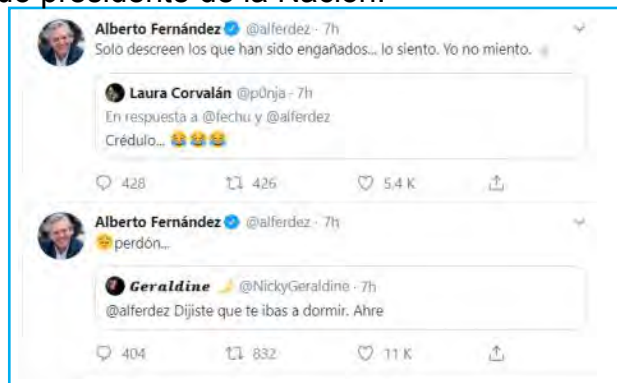 de presidente de la Nación.
Alberto Fernández @alferdez · 7h
Solo descreen los que han sido engañados... lo siento. Yo no miento.
Laura Corvalán @p0nja · 7h
En respuesta a @fechu y @alferdez
Crédulo... 😂😂😂
428 426 5,4 K
Alberto Fernández @alferdez · 7h
perdón...
Geraldine @NickyGeraldine · 7h
@alferdez Dijiste que te ibas a dormir. Ahre
404 832 11 K